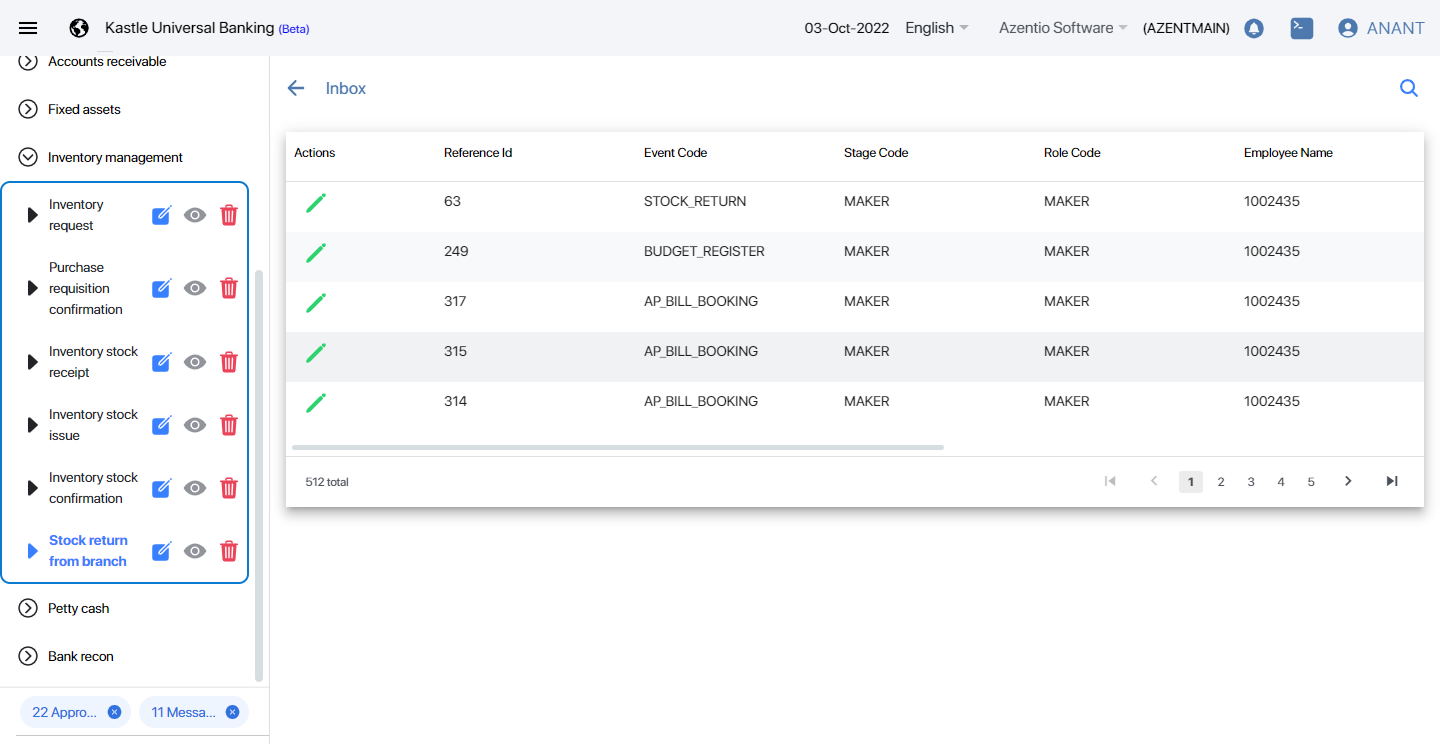 Kastle Universal Banking (Beta)
03-Oct-2022 English Azentio Software (AZENTMAIN) ANANT
Accounts receivable
Fixed assets
Inventory management
Inventory
request
Purchase
requisition
confirmation
Inventory stock
receipt
Inventory stock
issue
Inventory stock
confirmation
Stock return
from branch
Petty cash
Bank recon
22 Appro...
11 Messa...
Inbox
Actions Reference Id Event Code Stage Code Role Code Employee Name
63 STOCK_RETURN MAKER MAKER 1002435
249 BUDGET_REGISTER MAKER MAKER 1002435
317 AP_BILL_BOOKING MAKER MAKER 1002435
315 AP_BILL_BOOKING MAKER MAKER 1002435
314 AP_BILL_BOOKING MAKER MAKER 1002435
512 total
1 2 3 4 5